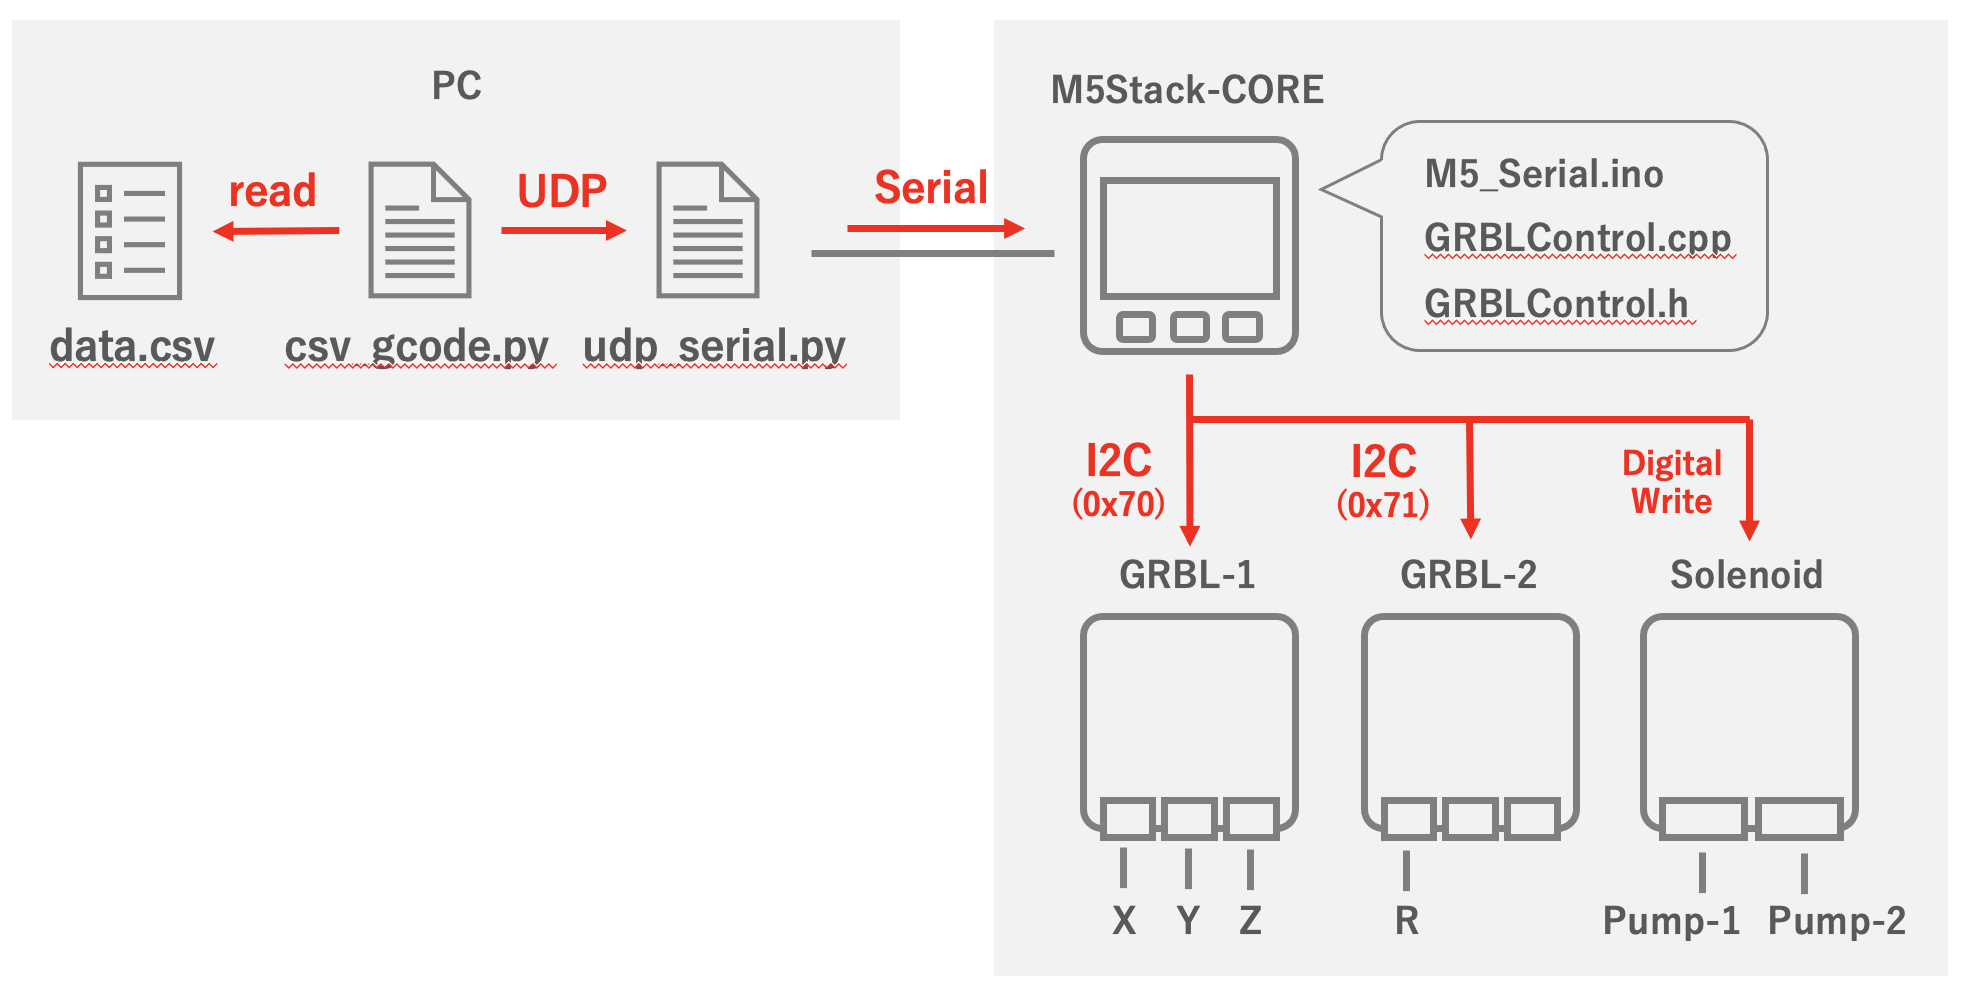 PC
read
UDP
data.csv
csv_gcode.py
udp_serial.py
Serial
M5Stack-CORE
M5_Serial.ino
GRBLControl.cpp
GRBLControl.h
I2C
(0x70)
I2C
(0x71)
Digital
Write
GRBL-1
GRBL-2
Solenoid
X
Y
Z
R
Pump-1
Pump-2